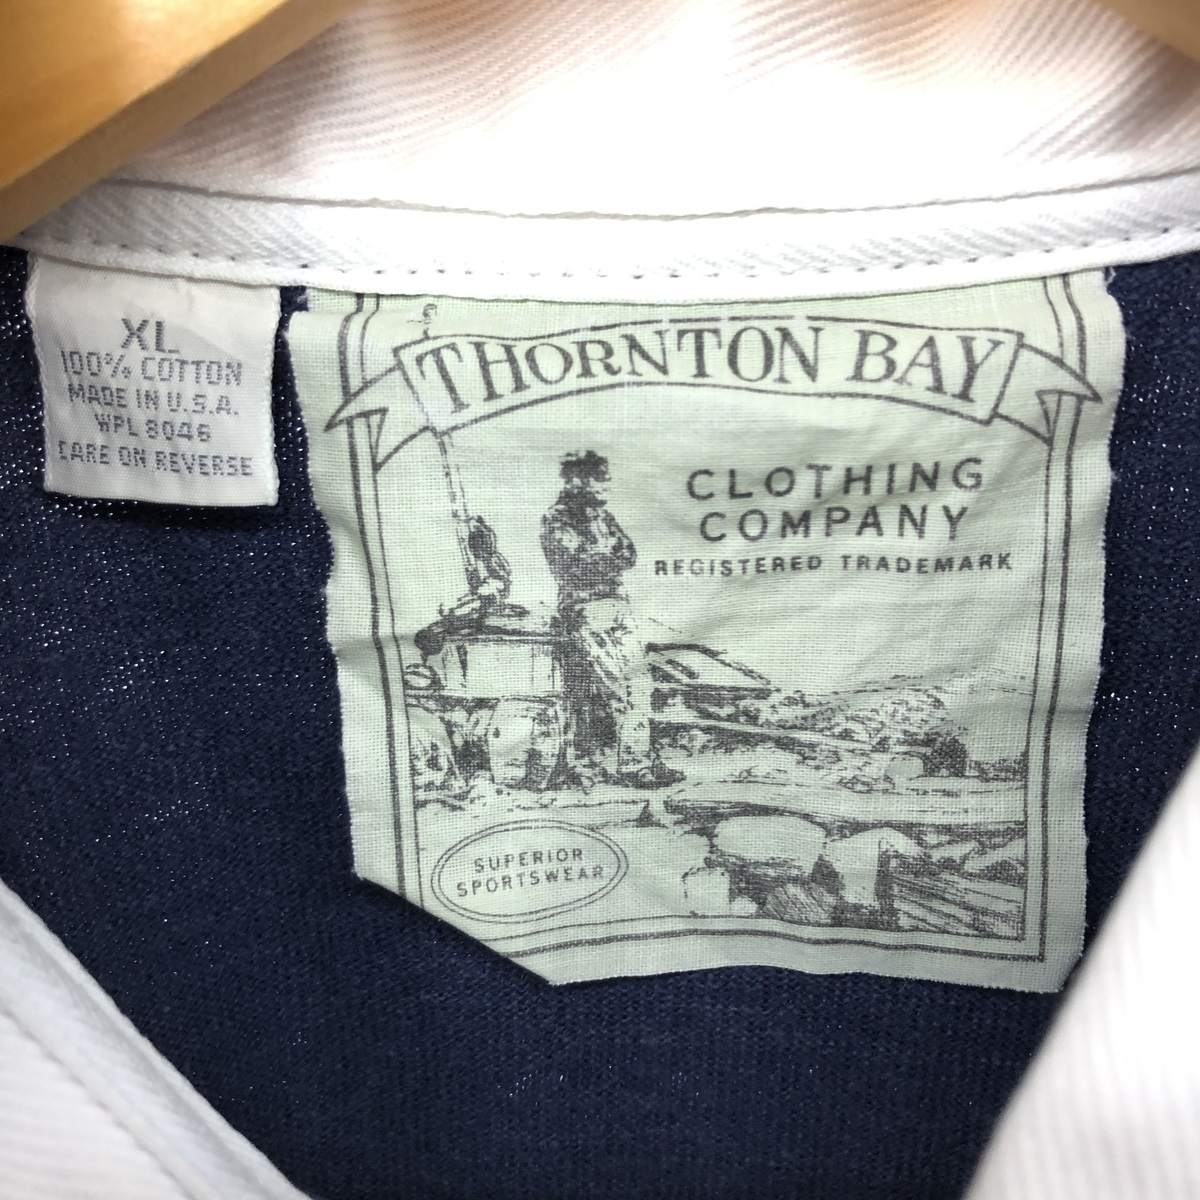 XL
100% COTTON
MADE IN U.S.A.
WPL 8046
CARE ON REVERSE
THORNTON BAY
CLOTHING
COMPANY
REGISTERED TRADEMARK
SUPERIOR
SPORTSWEAR